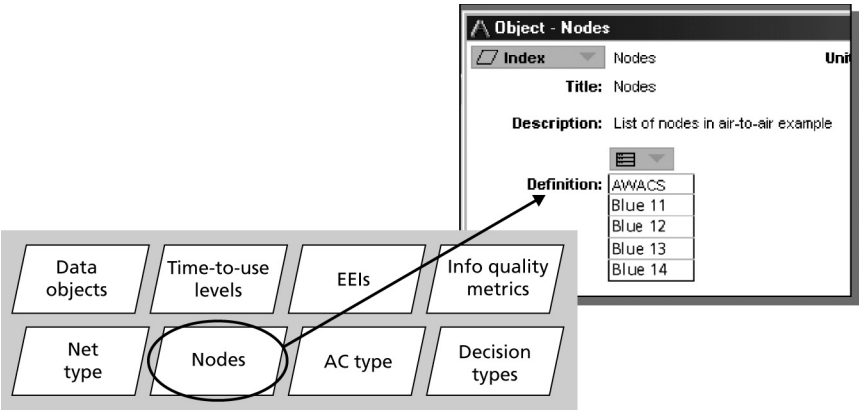 Object - Nodes
Index Nodes
Title: Nodes
Description: List of nodes in air-to-air example
Definition:
AWACS
Blue 11
Blue 12
Blue 13
Blue 14
Data
objects
Time-to-use
levels
EEIs
Info quality
metrics
Net
type
Nodes
AC type
Decision
types